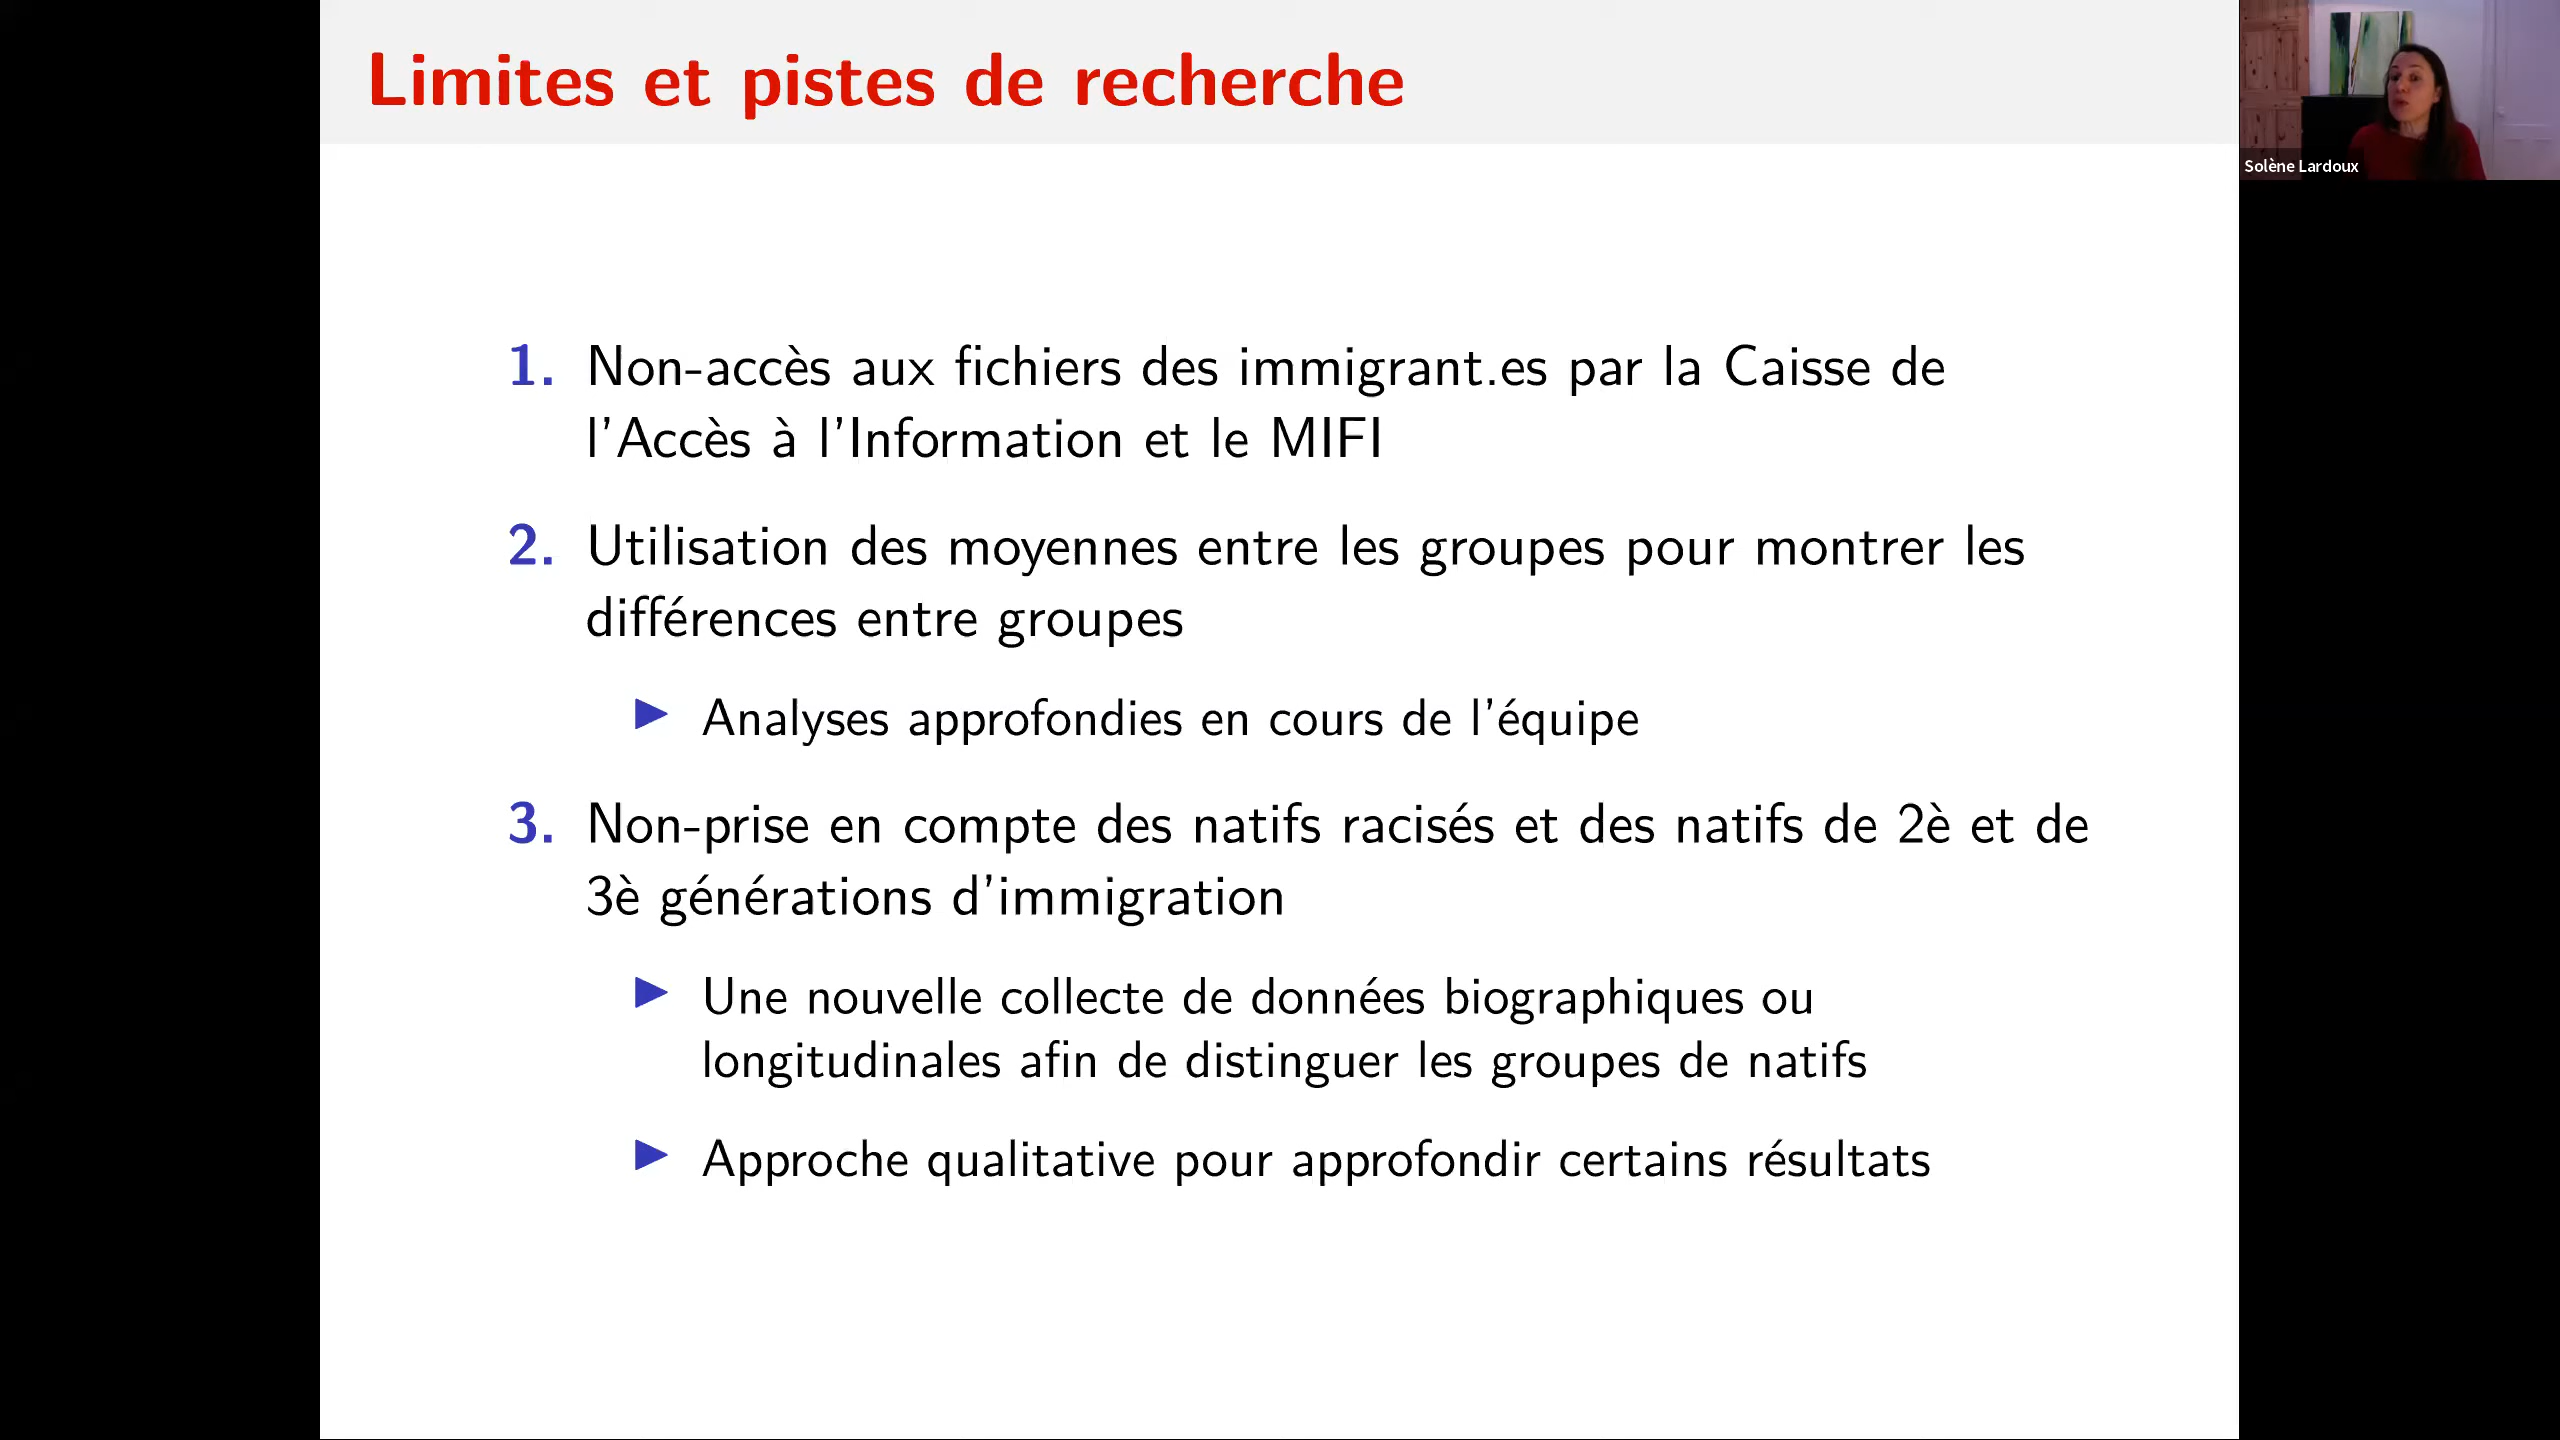 Limites et pistes de recherche
Solène Lardoux
1. Non-accès aux fichiers des immigrant.es par la Caisse de
l'Accès à l'Information et le MIFI
2. Utilisation des moyennes entre les groupes pour montrer les
différences entre groupes
▶ Analyses approfondies en cours de l'équipe
3. Non-prise en compte des natifs racisés et des natifs de 2è et de
3è générations d'immigration
▶ Une nouvelle collecte de données biographiques ou
longitudinales afin de distinguer les groupes de natifs
▶ Approche qualitative pour approfondir certains résultats